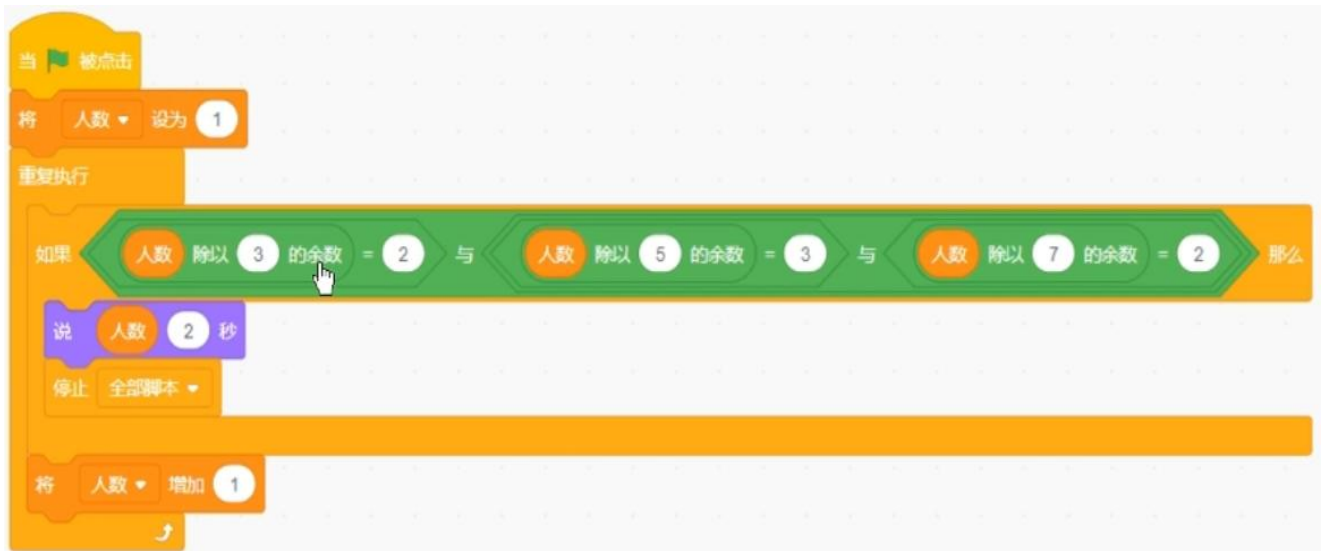 当 被点击
将 人数 设为 1
重复执行
如果 人数 除以 3 的余数 = 2 与 人数 除以 5 的余数 = 3 与 人数 除以 7 的余数 = 2 那么
说 人数 2 秒
停止 全部脚本
将 人数 增加 1